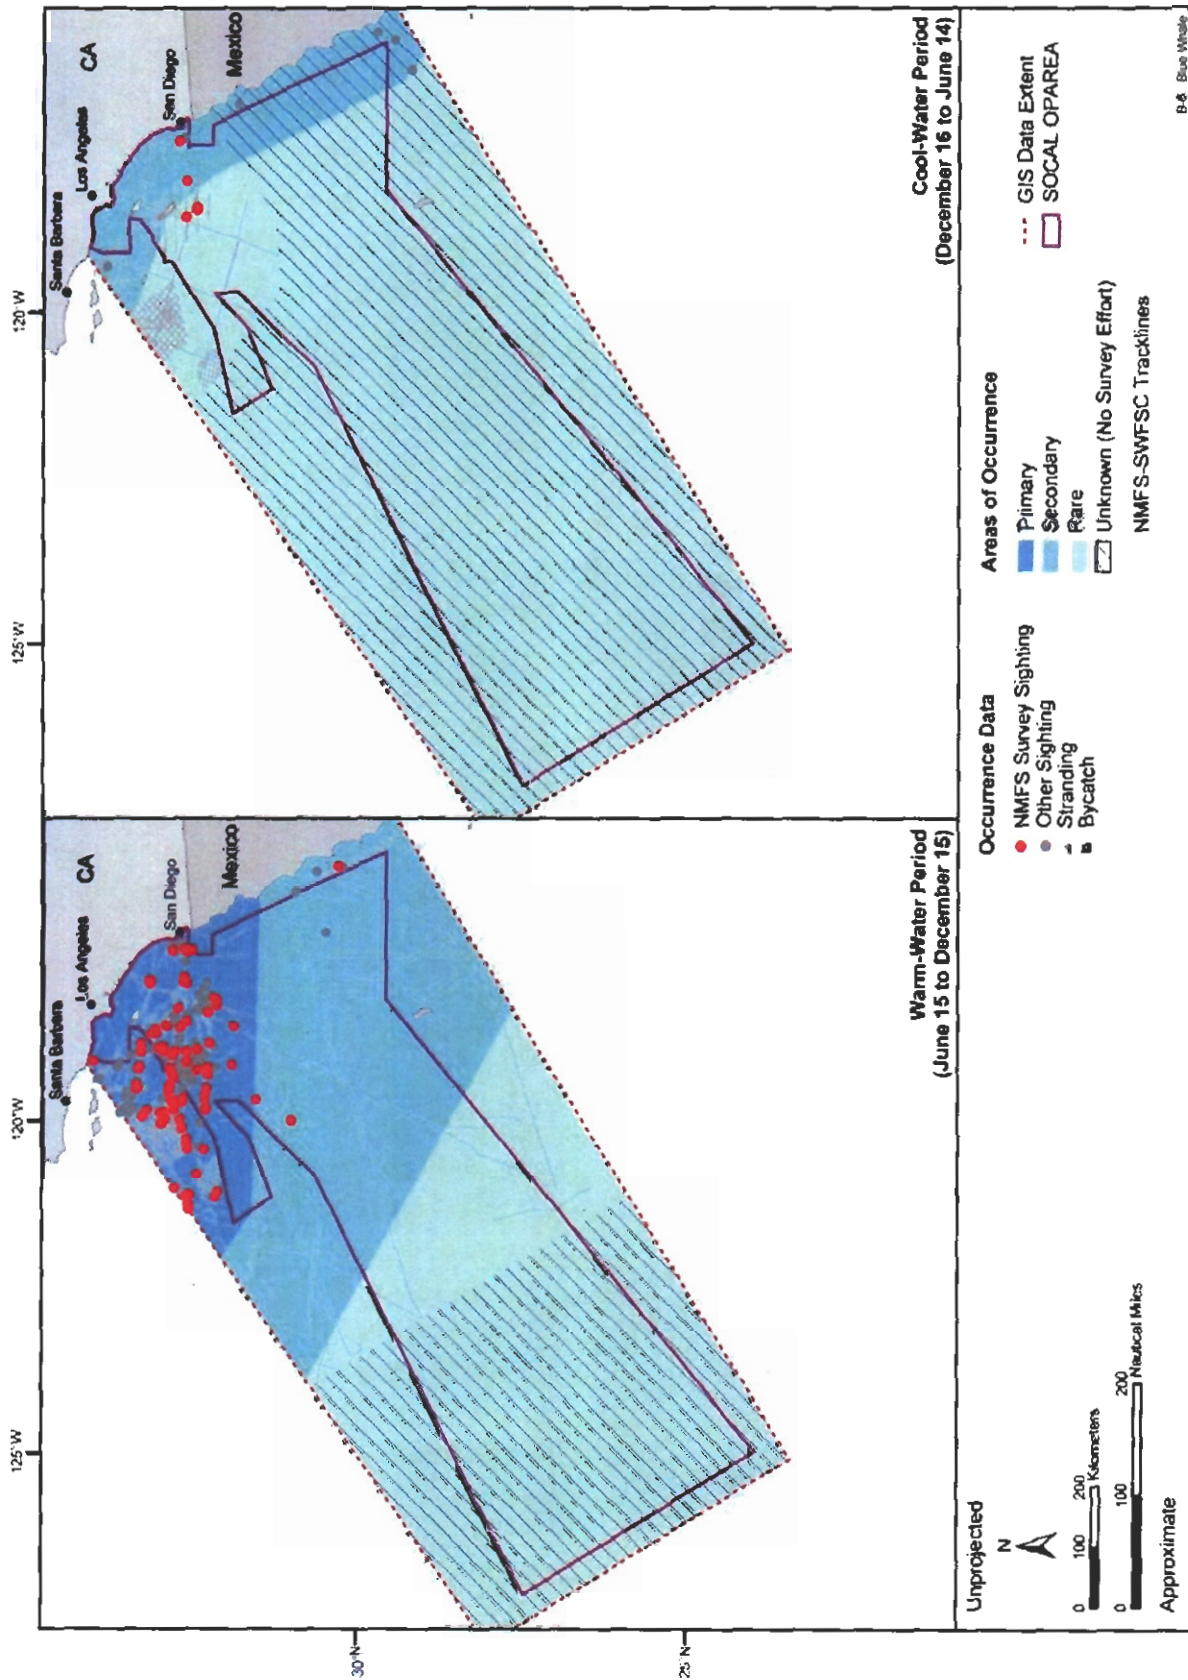 125°W
120°W
125°W
120°W
30°N
25°N
Santa Barbara
Los Angeles
CA
San Diego
Mexico
Warm-Water Period
(June 15 to December 15)
Santa Barbara
Los Angeles
CA
San Diego
Mexico
Cool-Water Period
(December 16 to June 14)
Unprojected
N
0 100 200
Kilometers
0 100 200
Nautical Miles
Approximate
Occurrence Data
NMFS Survey Sighting
Other Sighting
Stranding
Bycatch
Areas of Occurrence
Primary
Secondary
Rare
Unknown (No Survey Effort)
NMFS-SWFSC Tracklines
GIS Data Extent
SOCAL OPAREA
B-6 Blue Whale